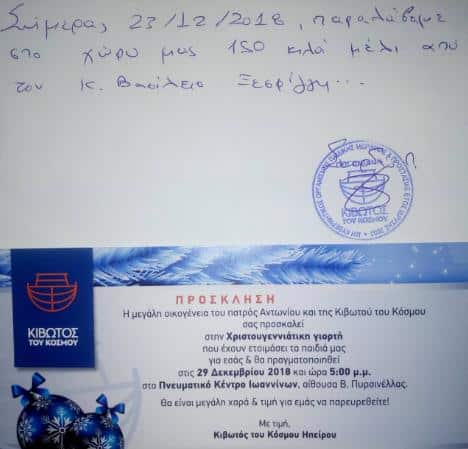 Σήμερα, 23/12/2018, παραλάβαμε
στο χώρο μας 150 κιλά μέλι από
τον κ. Βασίλειο
ΚΙΒΩΤΟΣ
ΤΟΥ ΚΟΣΜΟΥ
ΚΙΒΩΤΟΣ
ΤΟΥ ΚΟΣΜΟΥ
ΠΡΟΣΚΛΗΣΗ
Η μεγάλη οικογένεια του πατρός Αντωνίου και της Κιβωτού του Κόσμου
σας προσκαλεί
στην Χριστουγεννιάτικη γιορτή
που έχουν ετοιμάσει τα παιδιά μας
για εσάς & θα πραγματοποιηθεί
στις 29 Δεκεμβρίου 2018 και ώρα 5:00 μ.μ.
στο Πνευματικό Κέντρο Ιωαννίνων, αίθουσα Β. Πυρσινέλλας.
Θα είναι μεγάλη χαρά & τιμή για εμάς να παρευρεθείτε!
Με τιμή,
Κιβωτός του Κόσμου Ηπείρου